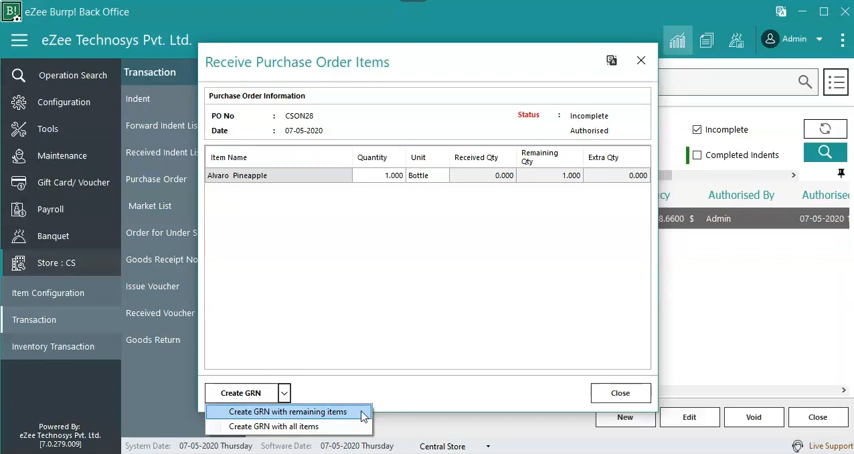 B! eZee Burrp! Back Office
eZee Technosys Pvt. Ltd.
Admin
Operation Search
Configuration
Tools
Maintenance
Gift Card/ Voucher
Payroll
Banquet
Store : CS
Item Configuration
Transaction
Inventory Transaction
Powered By:
eZee Technosys Pvt. Ltd.
[7.0.279.009]
Transaction
Indent
Forward Indent Lis
Received Indent Li
Purchase Order
Market List
Order for Under S
Goods Receipt No
Issue Voucher
Received Voucher
Goods Return
Receive Purchase Order Items
Purchase Order Information
PO No : CSON28
Status : Incomplete
Date : 07-05-2020
Authorised
Item Name Quantity Unit Received Qty Remaining Qty Extra Qty
Alvaro Pineapple 1.000 Bottle 0.000 1.000 0.000
Create GRN
Close
Create GRN with remaining items
Create GRN with all items
Incomplete
Completed Indents
cy Authorised By Authorised
8.6600 $ Admin 07-05-2020 1
New Edit Void Close
System Date: 07-05-2020 Thursday Software Date: 07-05-2020 Thursday Central Store
Live Support